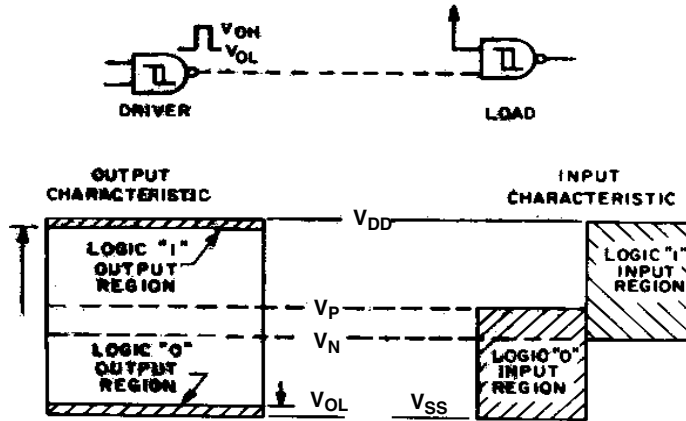 VOH
VOL
DRIVER
LOAD
OUTPUT
CHARACTERISTIC
INPUT
CHARACTERISTIC
VDD
LOGIC "1"
OUTPUT
REGION
LOGIC "1"
INPUT
REGION
VP
VN
LOGIC "0"
OUTPUT
REGION
LOGIC "0"
INPUT
REGION
VOL
VSS